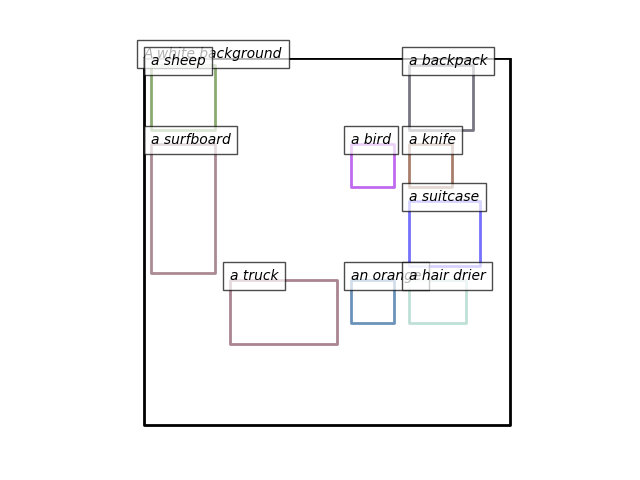 A white background
a sheep
a backpack
a surfboard
a bird
a knife
a suitcase
a truck
an orange
a hair drier